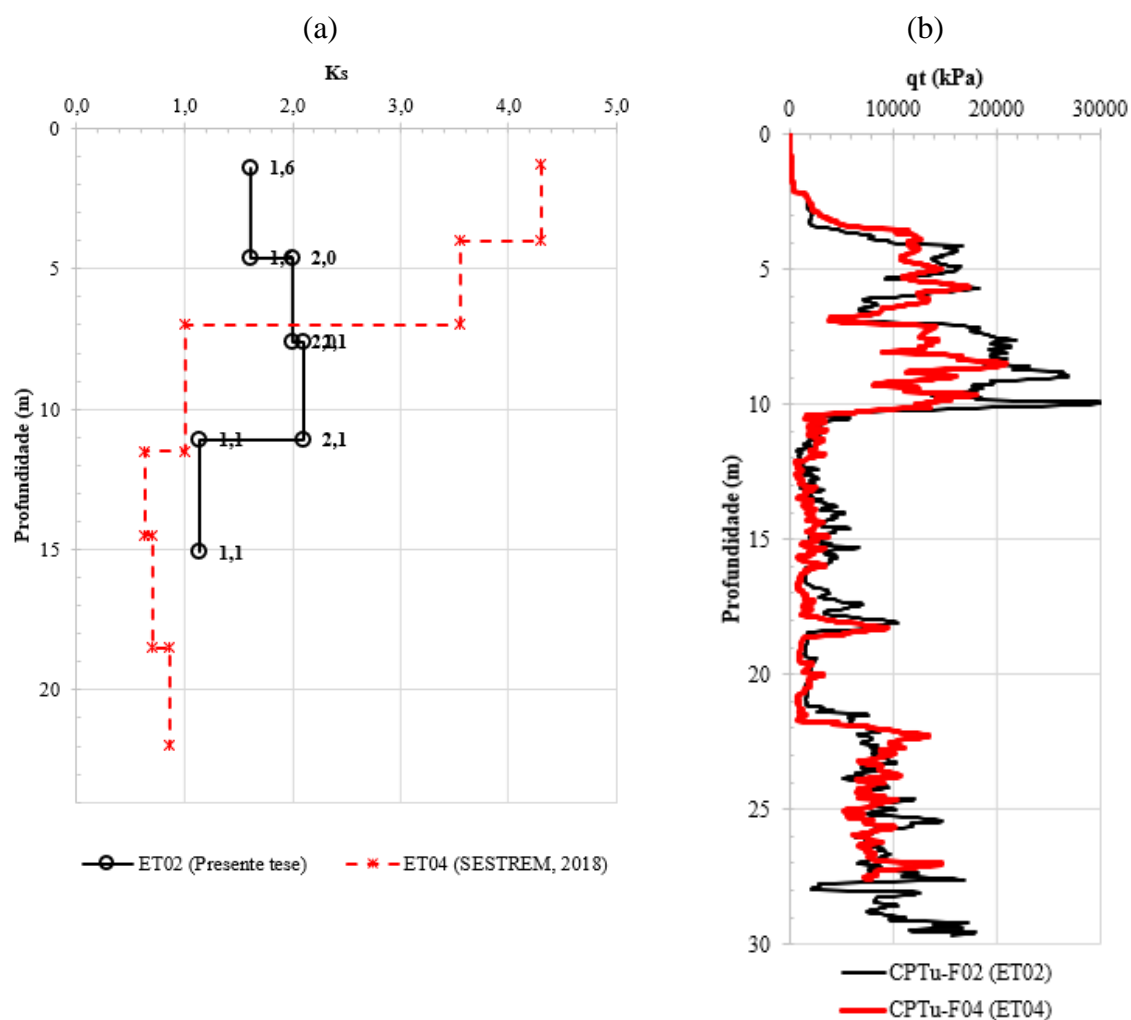 (a)
Ks
0,0 1,0 2,0 3,0 4,0 5,0
0
5
10
15
20
Profundidade (m)
1,6
1,6 2,0
2,0 2,1
1,1 2,1
1,1
ET02 (Presente tese) ET04 (SESTREM, 2018)
(b)
qt (kPa)
0 10000 20000 30000
0
5
10
15
20
25
30
Profundidade (m)
CPTu-F02 (ET02)
CPTu-F04 (ET04)